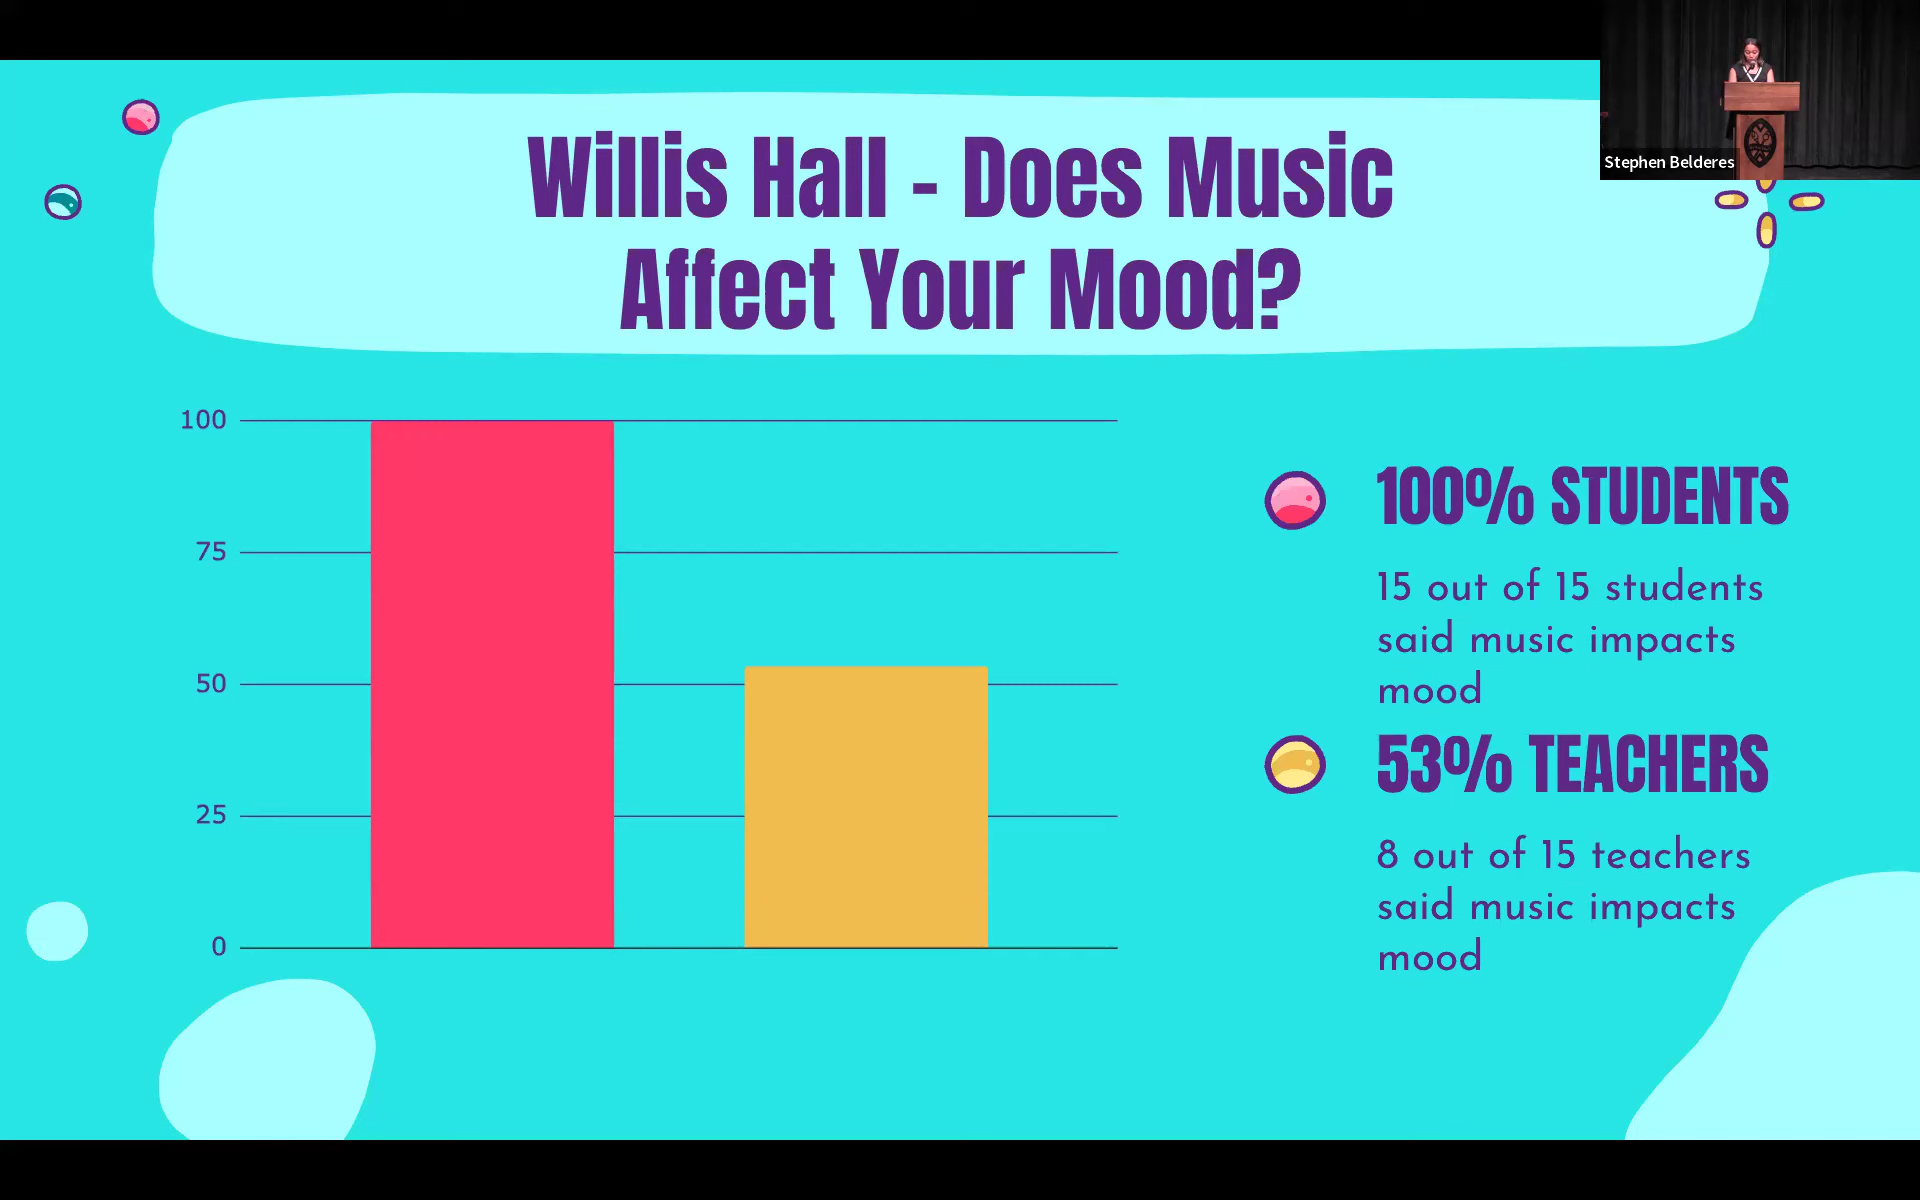 Stephen Belderes
Willis Hall - Does Music
Affect Your Mood?
100
75
50
25
0
100% STUDENTS
15 out of 15 students
said music impacts
mood
53% TEACHERS
8 out of 15 teachers
said music impacts
mood